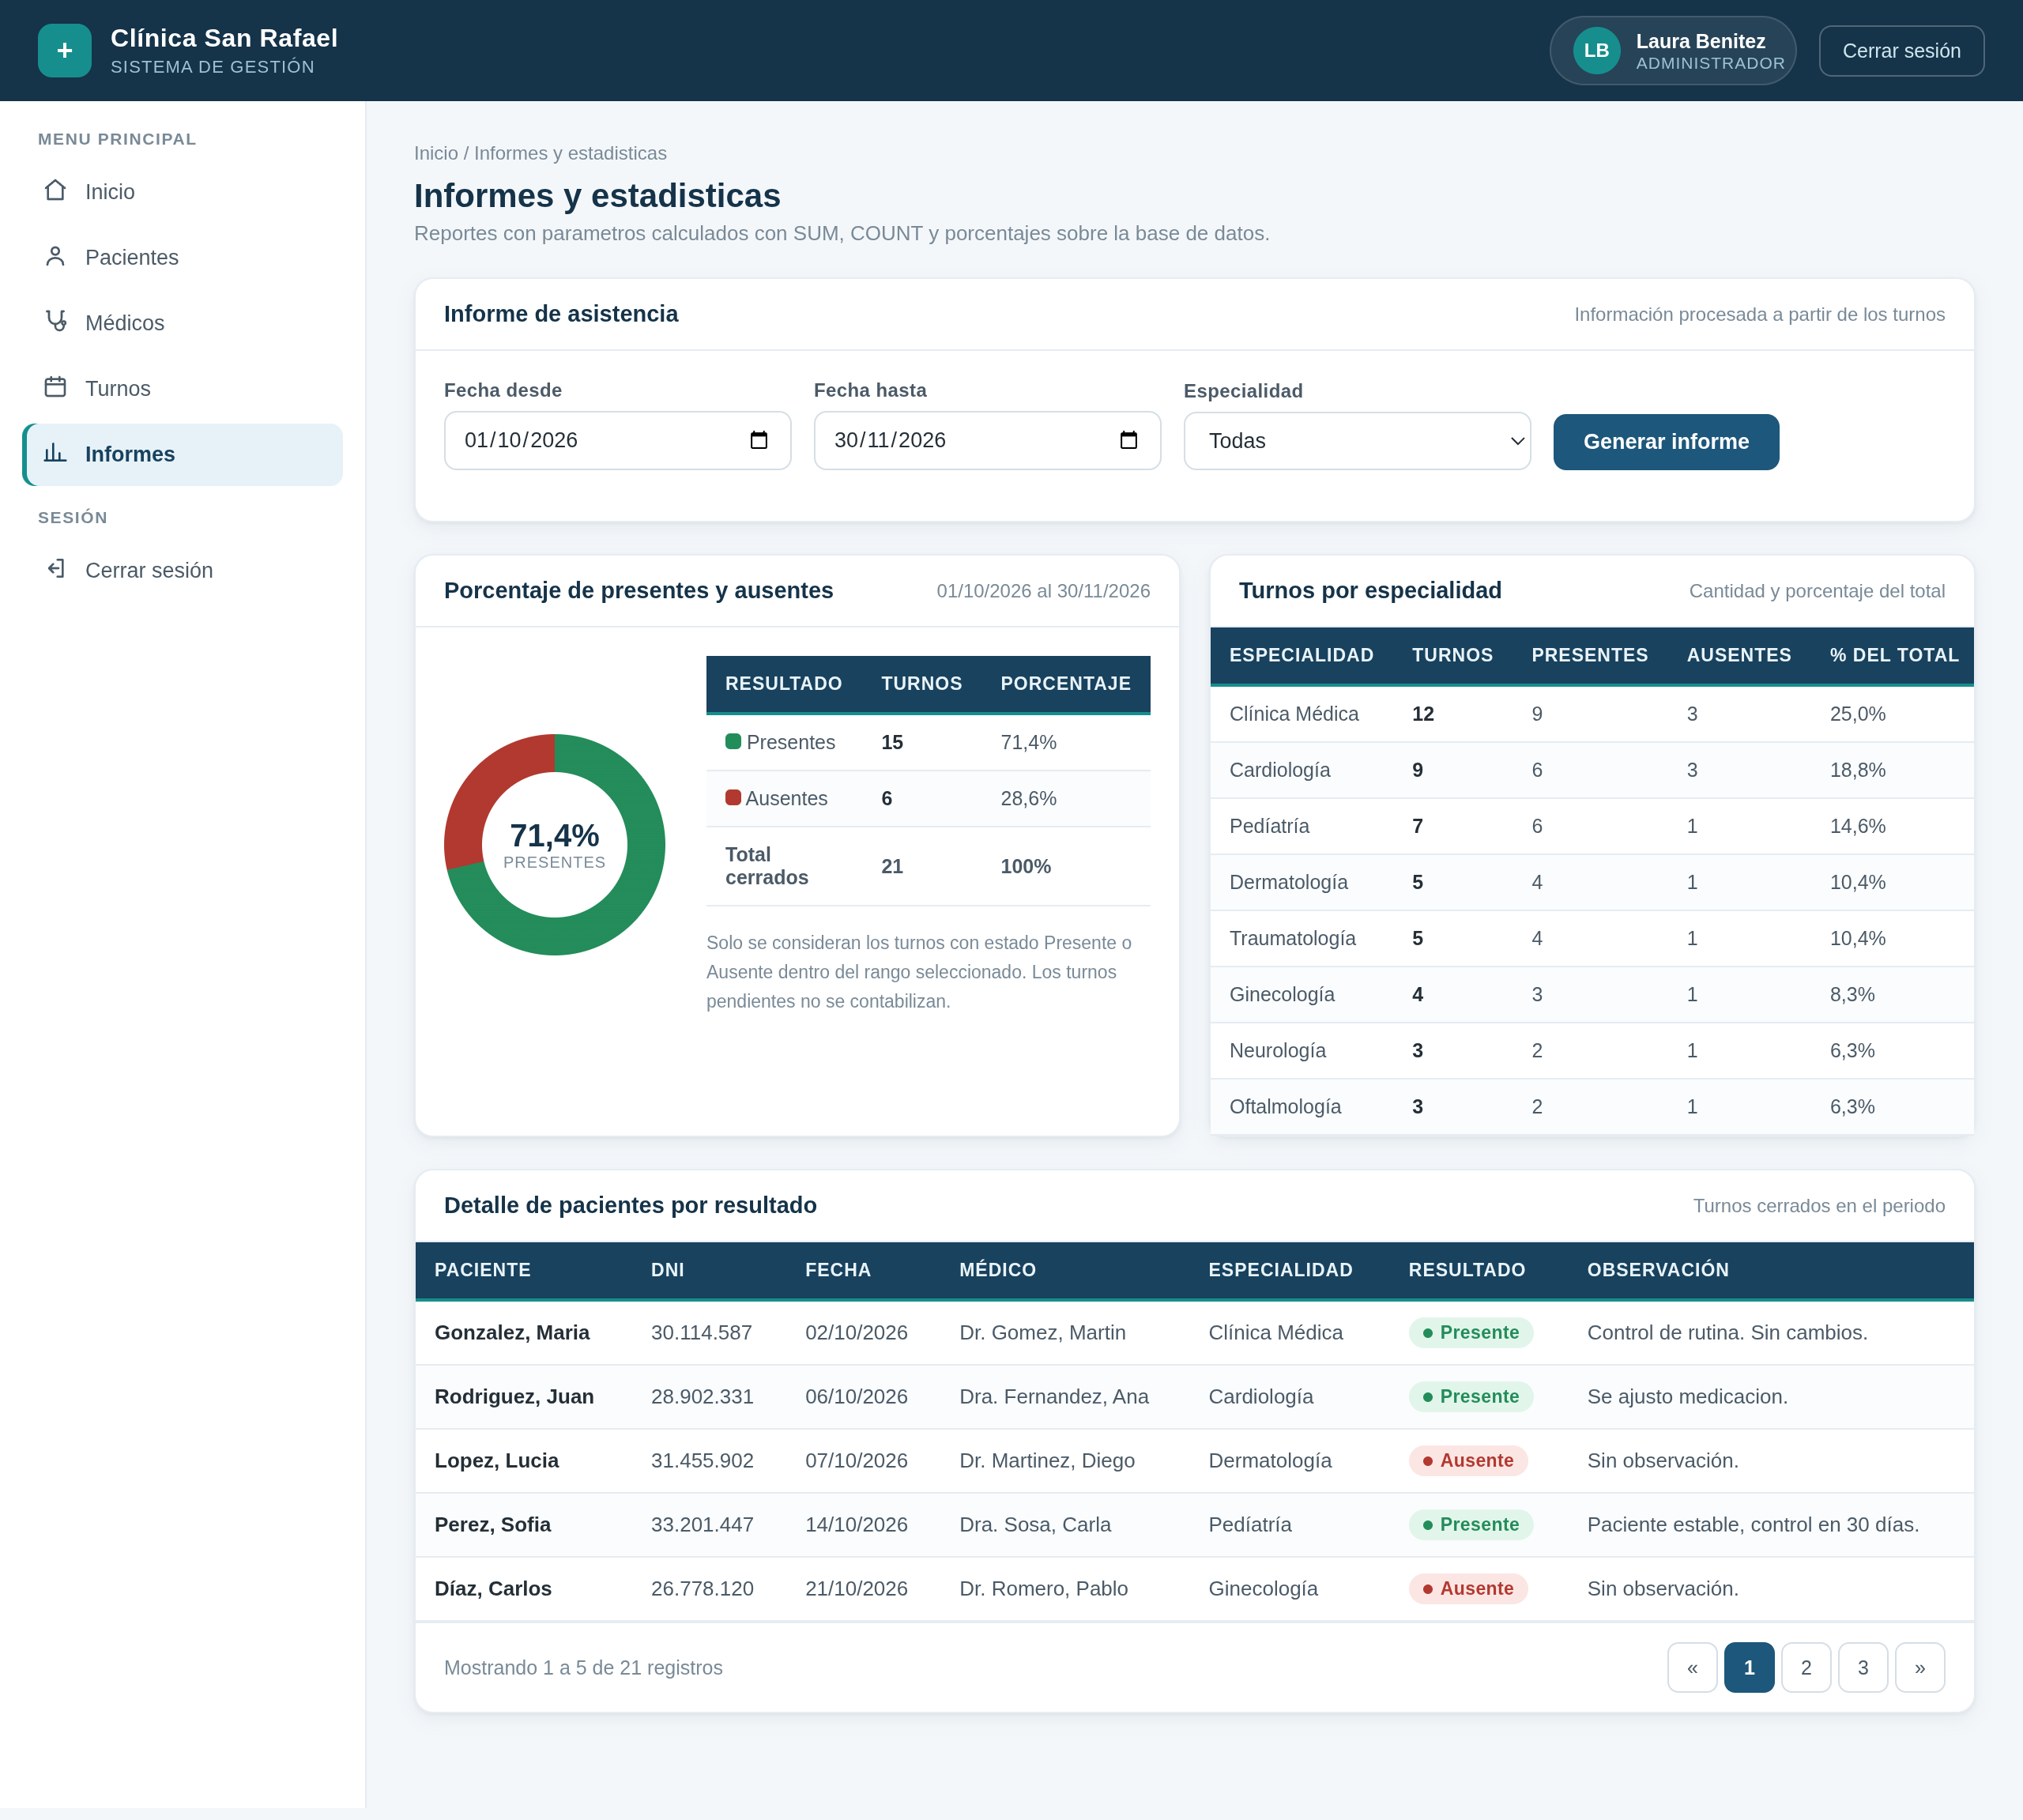 +
Clínica San Rafael
SISTEMA DE GESTIÓN
LB
Laura Benitez
ADMINISTRADOR
Cerrar sesión
MENU PRINCIPAL
Inicio
Pacientes
Médicos
Turnos
Informes
SESIÓN
Cerrar sesión
Inicio / Informes y estadisticas
Informes y estadisticas
Reportes con parametros calculados con SUM, COUNT y porcentajes sobre la base de datos.
Informe de asistencia
Información procesada a partir de los turnos
Fecha desde
Fecha hasta
Especialidad
01/10/2026
30/11/2026
Todas
Generar informe
Porcentaje de presentes y ausentes
01/10/2026 al 30/11/2026
71,4%
PRESENTES
RESULTADO TURNOS PORCENTAJE
Presentes 15 71,4%
Ausentes 6 28,6%
Total cerrados 21 100%
Solo se consideran los turnos con estado Presente o
Ausente dentro del rango seleccionado. Los turnos
pendientes no se contabilizan.
Turnos por especialidad
Cantidad y porcentaje del total
ESPECIALIDAD TURNOS PRESENTES AUSENTES % DEL TOTAL
Clínica Médica 12 9 3 25,0%
Cardiología 9 6 3 18,8%
Pedíatría 7 6 1 14,6%
Dermatología 5 4 1 10,4%
Traumatología 5 4 1 10,4%
Ginecología 4 3 1 8,3%
Neurología 3 2 1 6,3%
Oftalmología 3 2 1 6,3%
Detalle de pacientes por resultado
Turnos cerrados en el periodo
PACIENTE DNI FECHA MÉDICO ESPECIALIDAD RESULTADO OBSERVACIÓN
Gonzalez, Maria 30.114.587 02/10/2026 Dr. Gomez, Martin Clínica Médica Presente Control de rutina. Sin cambios.
Rodriguez, Juan 28.902.331 06/10/2026 Dra. Fernandez, Ana Cardiología Presente Se ajusto medicacion.
Lopez, Lucia 31.455.902 07/10/2026 Dr. Martinez, Diego Dermatología Ausente Sin observación.
Perez, Sofia 33.201.447 14/10/2026 Dra. Sosa, Carla Pedíatría Presente Paciente estable, control en 30 días.
Díaz, Carlos 26.778.120 21/10/2026 Dr. Romero, Pablo Ginecología Ausente Sin observación.
Mostrando 1 a 5 de 21 registros
« 1 2 3 »